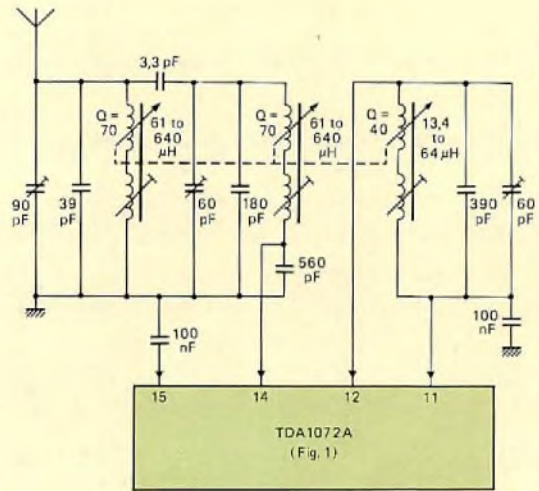 3,3 pF
Q =
70
61 to
640
µH
Q =
70
61 to
640
µH
Q =
40
13,4
to
64 µH
90
pF
39
pF
60
pF
180
pF
560
pF
390
pF
60
pF
100
nF
100
nF
15
14
12
11
TDA1072A
(Fig. 1)